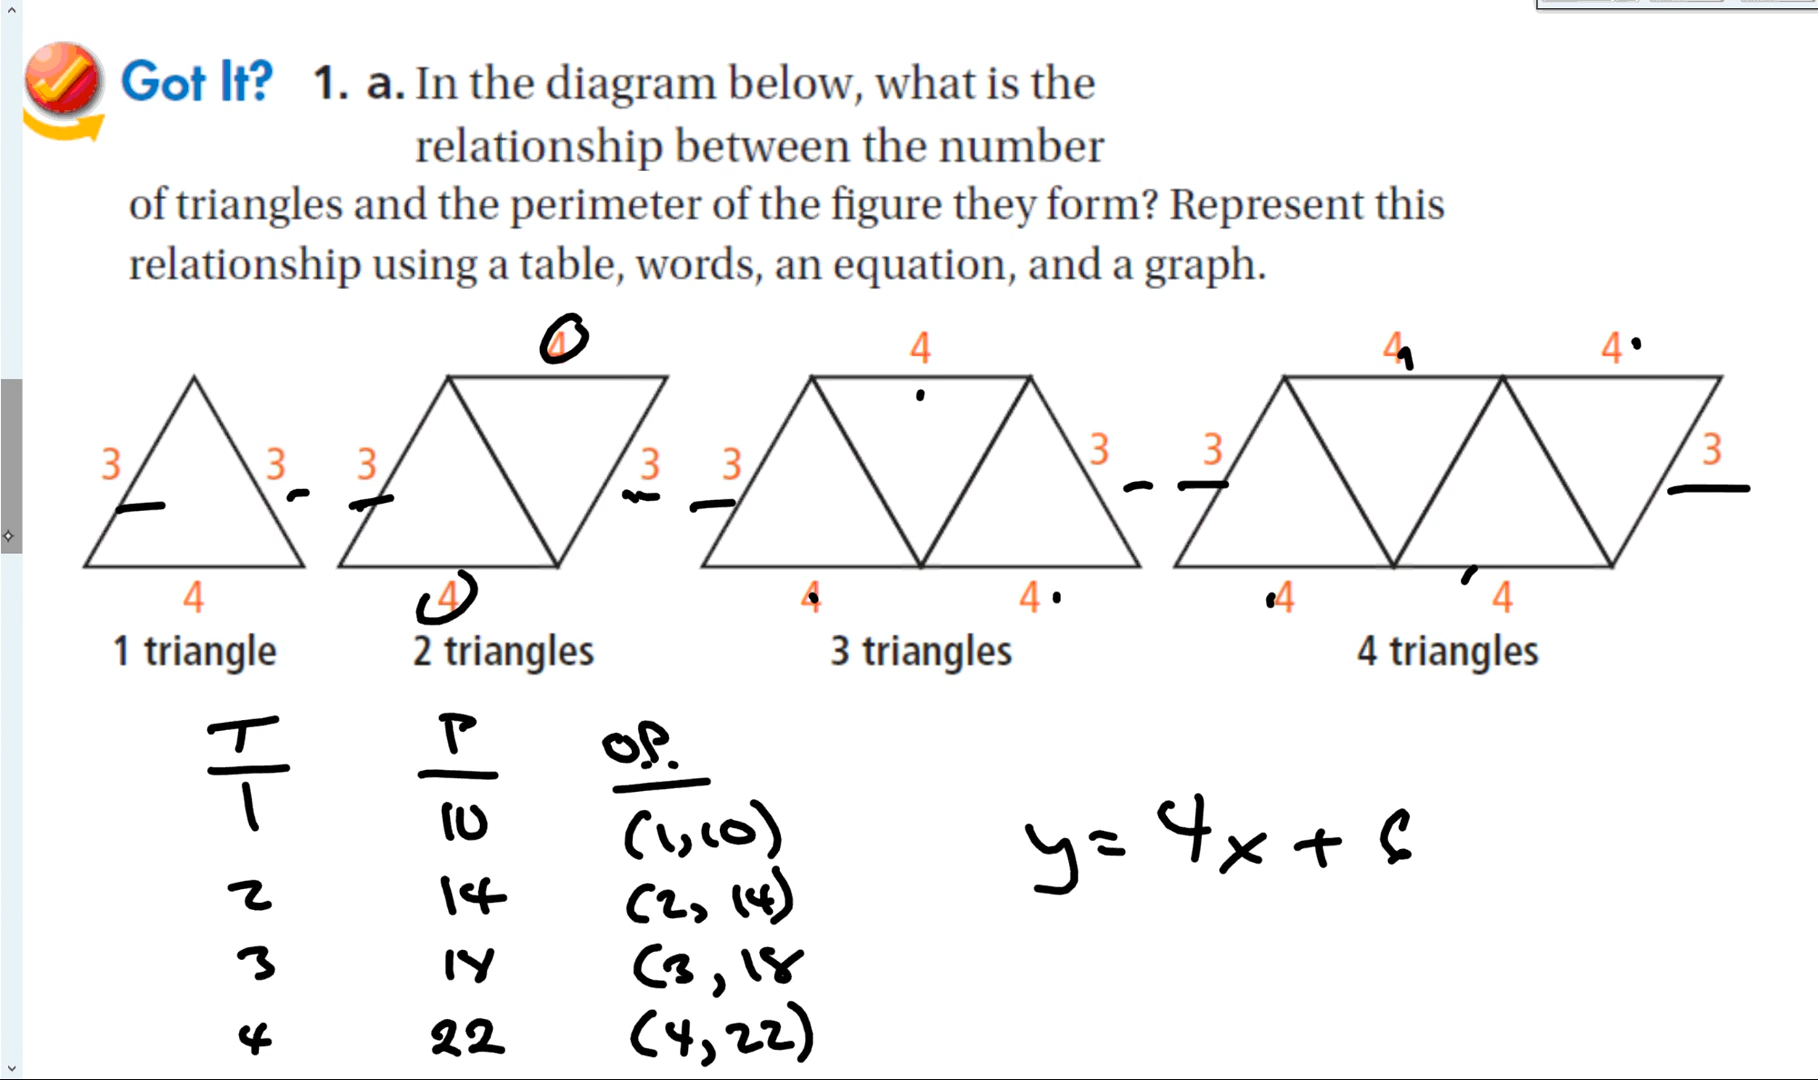 Got It? 1. a. In the diagram below, what is the
relationship between the number
of triangles and the perimeter of the figure they form? Represent this
relationship using a table, words, an equation, and a graph.
4 4 4 4
3 3 3 3 3 3 3 3
4 4 4 4 4 4
1 triangle 2 triangles 3 triangles 4 triangles
T P O.P.
1 10 (1,10)
y = 4x +
2 14 (2, 14)
3 18 (3, 18
4 22 (4,22)